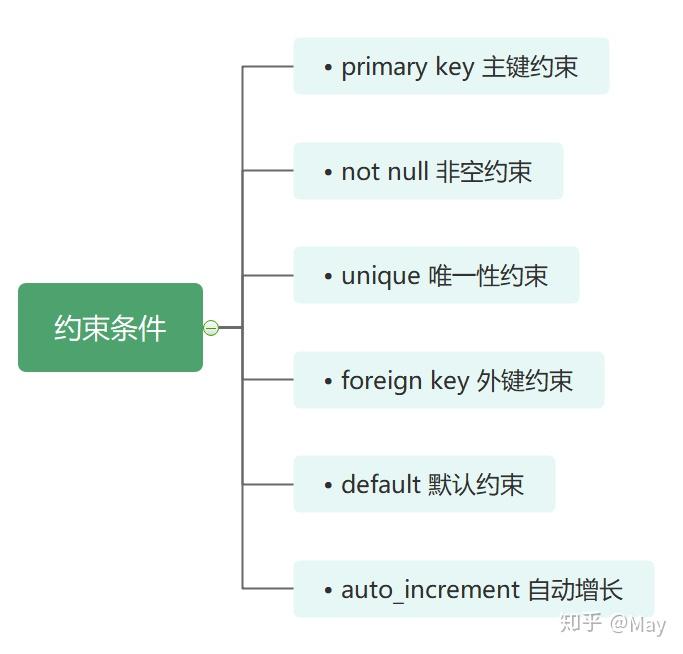 • primary key 主键约束
• not null 非空约束
• unique 唯一性约束
约束条件
• foreign key 外键约束
• default 默认约束
• auto_increment 自动增长
知乎 @May